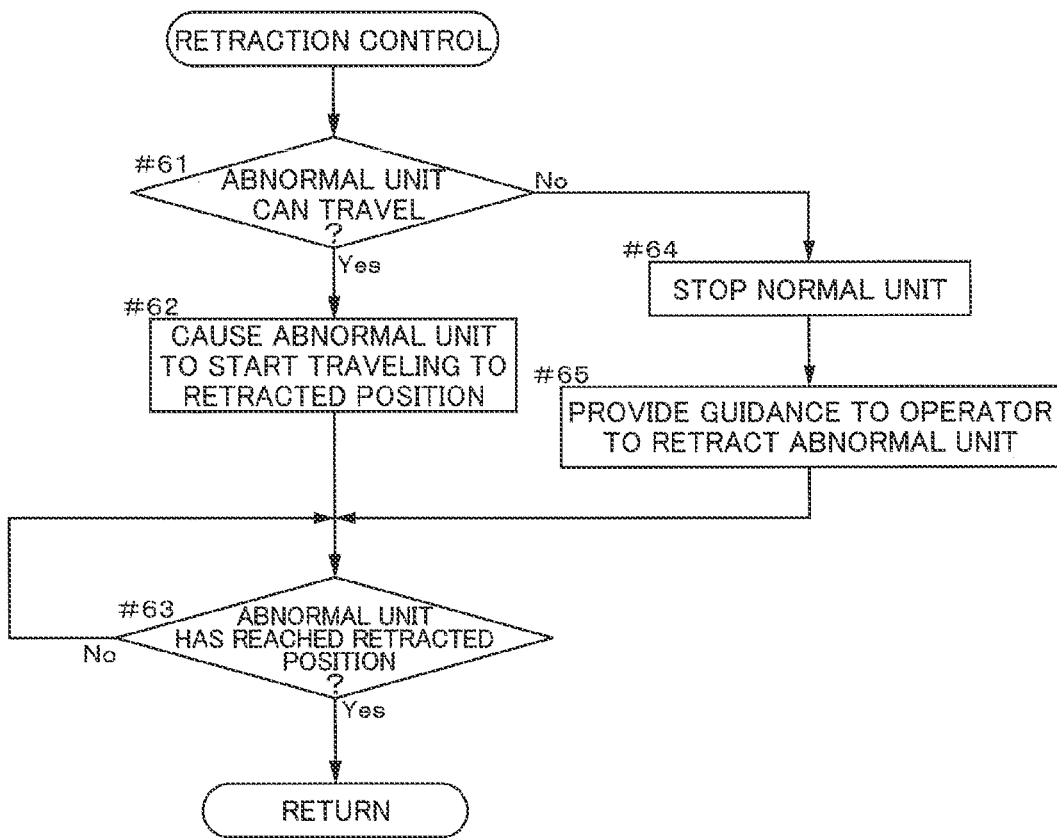 RETRACTION CONTROL
#61
ABNORMAL UNIT
CAN TRAVEL
?
No
Yes
#62
CAUSE ABNORMAL UNIT
TO START TRAVELING TO
RETRACTED POSITION
#64
STOP NORMAL UNIT
#65
PROVIDE GUIDANCE TO OPERATOR
TO RETRACT ABNORMAL UNIT
#63
ABNORMAL UNIT
HAS REACHED RETRACTED
POSITION
?
No
Yes
RETURN